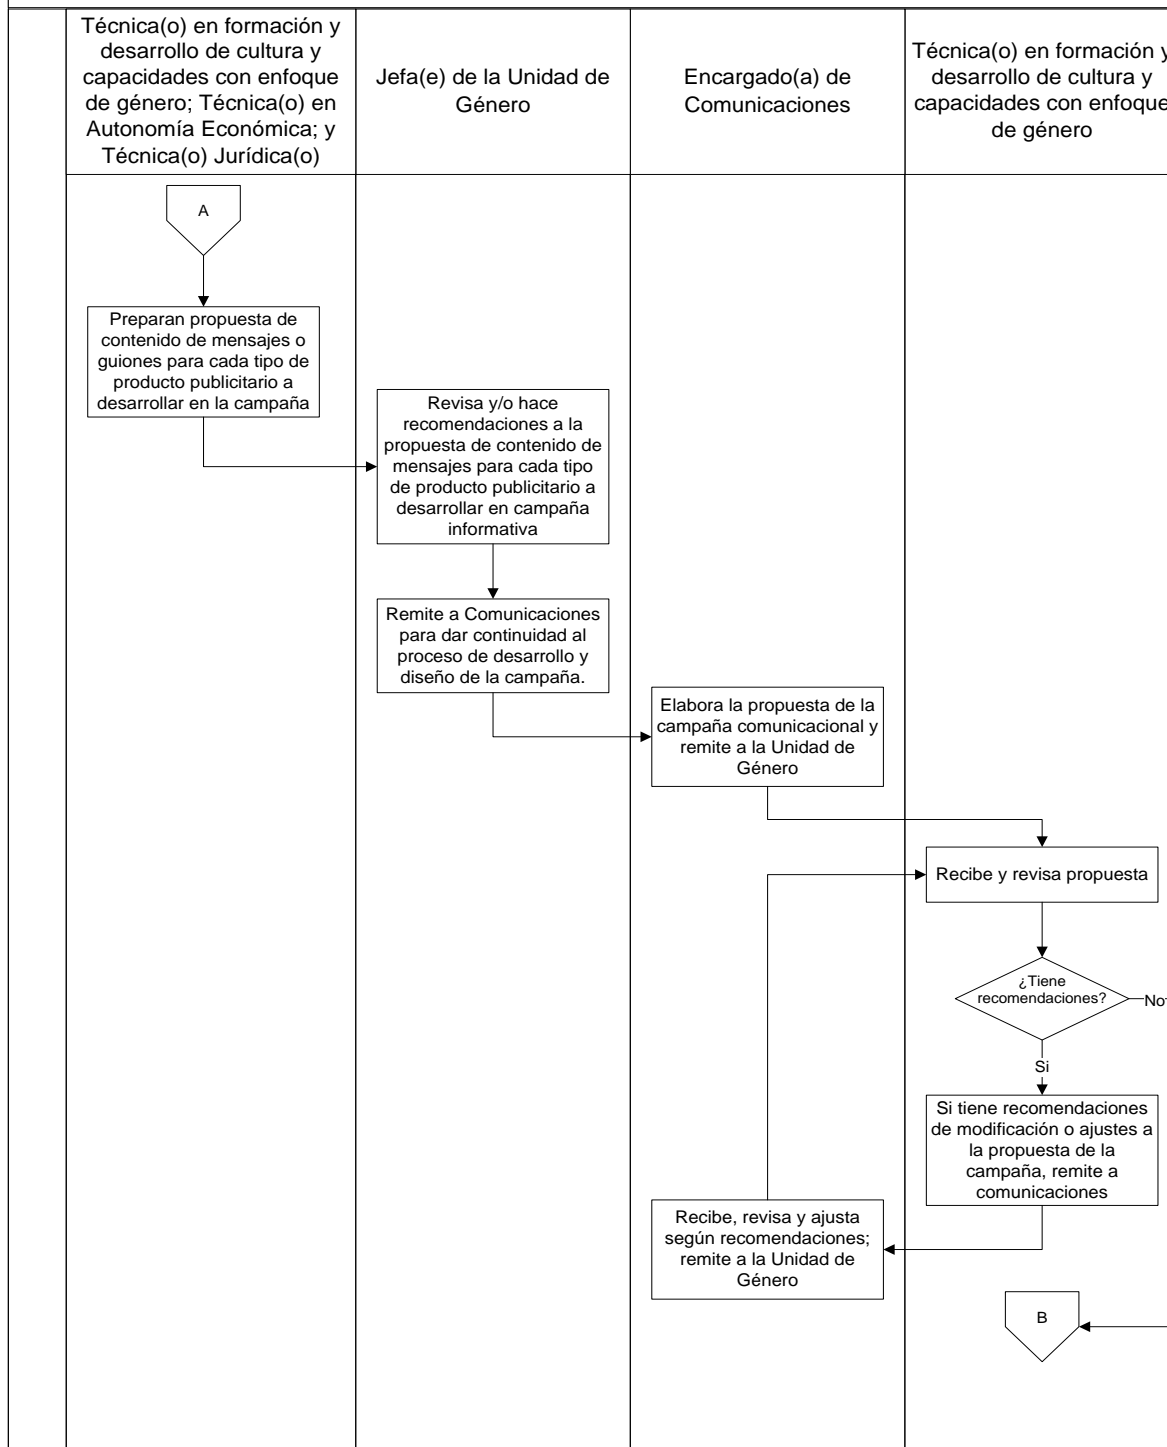 Técnica(o) en formación y
desarrollo de cultura y
capacidades con enfoque
de género; Técnica(o) en
Autonomía Económica; y
Técnica(o) Jurídica(o)
Jefa(e) de la Unidad de
Género
Encargado(a) de
Comunicaciones
Técnica(o) en formación y
desarrollo de cultura y
capacidades con enfoque
de género
A
Preparan propuesta de
contenido de mensajes o
guiones para cada tipo de
producto publicitario a
desarrollar en la campaña
Revisa y/o hace
recomendaciones a la
propuesta de contenido de
mensajes para cada tipo
de producto publicitario a
desarrollar en campaña
informativa
Remite a Comunicaciones
para dar continuidad al
proceso de desarrollo y
diseño de la campaña.
Elabora la propuesta de la
campaña comunicacional y
remite a la Unidad de
Género
Recibe y revisa propuesta
¿Tiene
recomendaciones?
No
Si
Si tiene recomendaciones
de modificación o ajustes a
la propuesta de la
campaña, remite a
comunicaciones
Recibe, revisa y ajusta
según recomendaciones;
remite a la Unidad de
Género
B